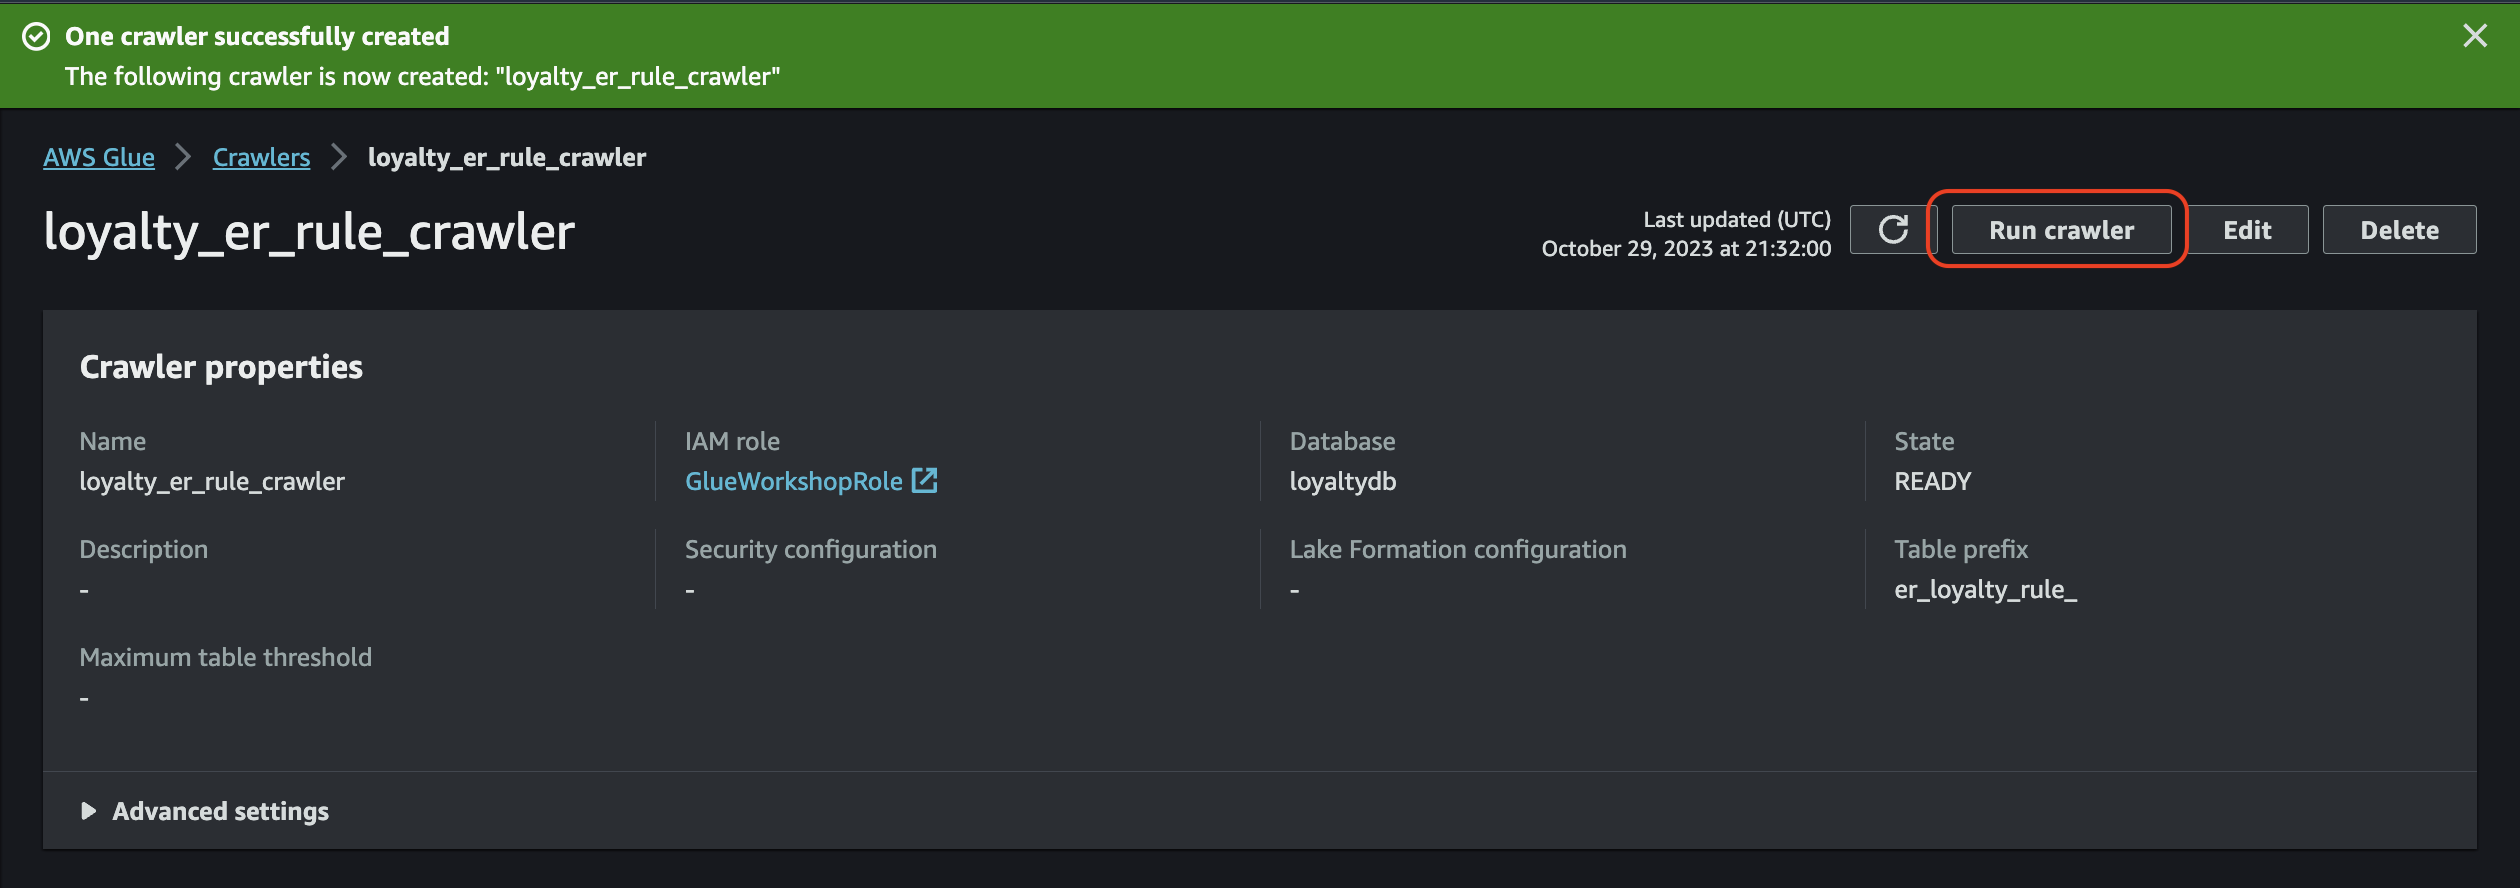 One crawler successfully created
The following crawler is now created: "loyalty_er_rule_crawler"
AWS Glue > Crawlers > loyalty_er_rule_crawler
loyalty_er_rule_crawler
Last updated (UTC)
October 29, 2023 at 21:32:00
Run crawler
Edit
Delete
Crawler properties
Name
loyalty_er_rule_crawler
IAM role
GlueWorkshopRole
Database
loyaltydb
State
READY
Description
-
Security configuration
-
Lake Formation configuration
-
Table prefix
er_loyalty_rule_
Maximum table threshold
-
Advanced settings